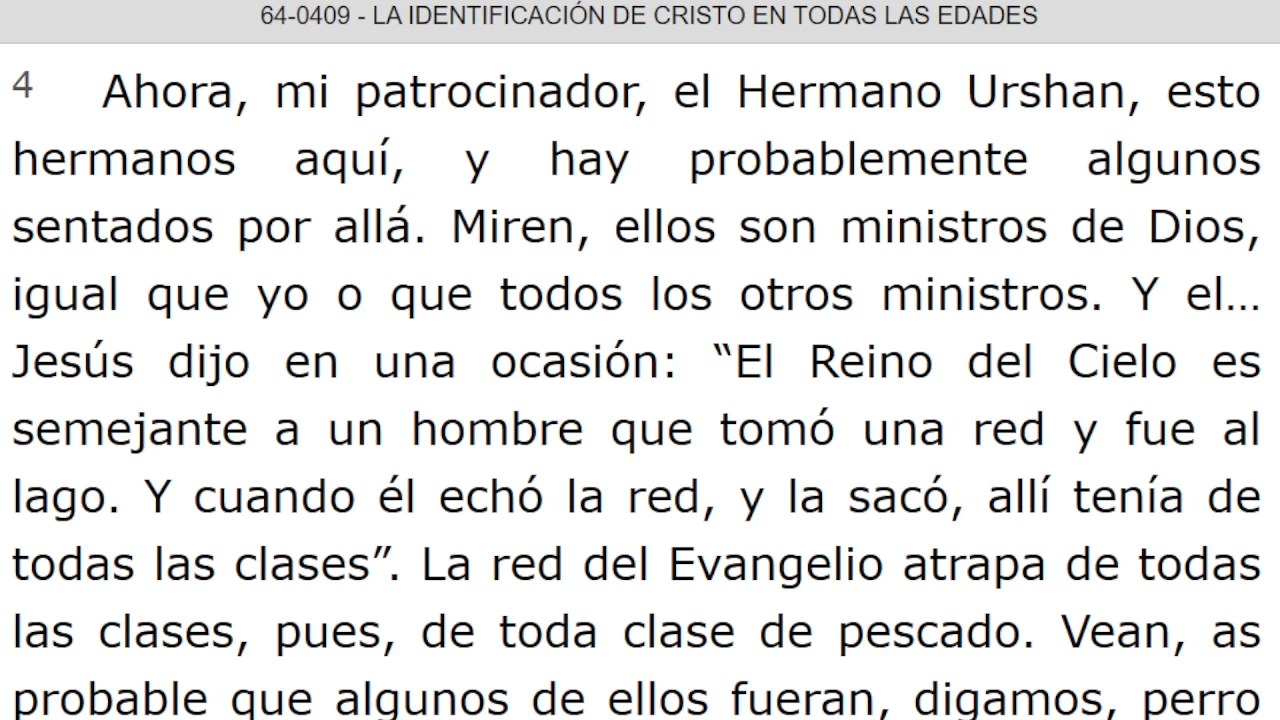 64-0409 - LA IDENTIFICACIÓN DE CRISTO EN TODAS LAS EDADES
4 Ahora, mi patrocinador, el Hermano Urshan, esto
hermanos aquí, y hay probablemente algunos
sentados por allá. Miren, ellos son ministros de Dios,
igual que yo o que todos los otros ministros. Y el…
Jesús dijo en una ocasión: “El Reino del Cielo es
semejante a un hombre que tomó una red y fue al
lago. Y cuando él echó la red, y la sacó, allí tenía de
todas las clases”. La red del Evangelio atrapa de todas
las clases, pues, de toda clase de pescado. Vean, as
probable que algunos de ellos fueran, digamos, perro